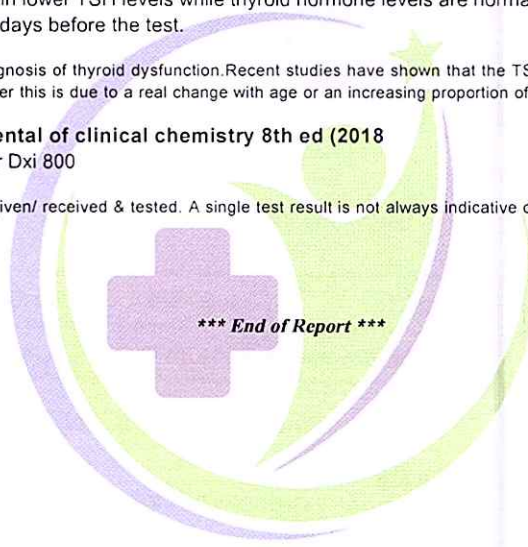 in lower TSH levels while thyroid hormone levels are norma
days before the test.
gnosis of thyroid dysfunction.Recent studies have shown that the TS
er this is due to a real change with age or an increasing proportion of
ental of clinical chemistry 8th ed (2018
r Dxi 800
iven/ received & tested. A single test result is not always indicative o
*** End of Report ***